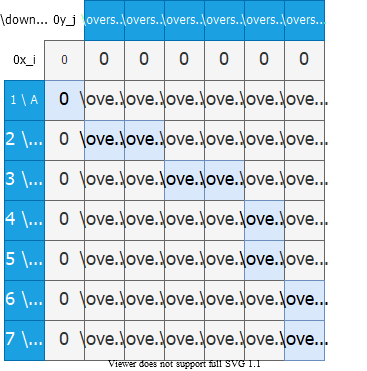 \down... 0y_j \overs... \overs... \overs... \overs... \overs... \overs...
0x_i 0 0 0 0 0 0 0
1 \ A 0 \ove... \ove... \ove... \ove... \ove... \ove...
2 \... 0 \ove... \ove... \ove... \ove... \ove... \ove...
3 \... 0 \ove... \ove... \ove... \ove... \ove... \ove...
4 \... 0 \ove... \ove... \ove... \ove... \ove... \ove...
5 \... 0 \ove... \ove... \ove... \ove... \ove... \ove...
6 \... 0 \ove... \ove... \ove... \ove... \ove... \ove...
7 \... 0 \ove... \ove... \ove... \ove... \ove... \ove...
Viewer does not support full SVG 1.1